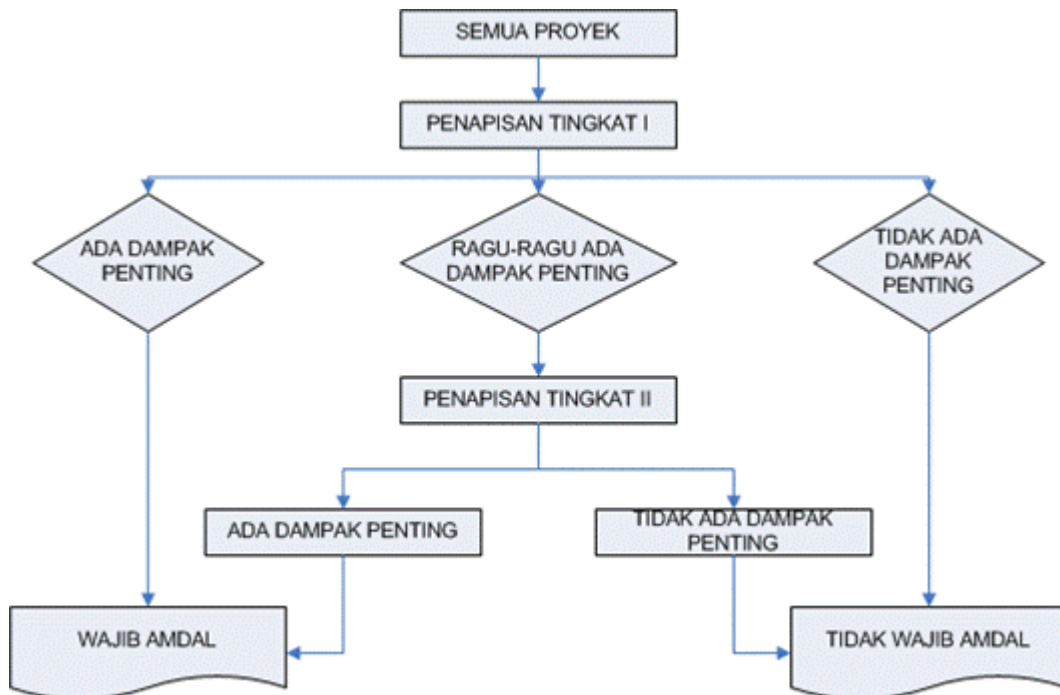 SEMUA PROYEK
PENAPISAN TINGKAT I
ADA DAMPAK
PENTING
RAGU-RAGU ADA
DAMPAK PENTING
TIDAK ADA
DAMPAK
PENTING
PENAPISAN TINGKAT II
ADA DAMPAK PENTING
TIDAK ADA DAMPAK
PENTING
WAJIB AMDAL
TIDAK WAJIB AMDAL